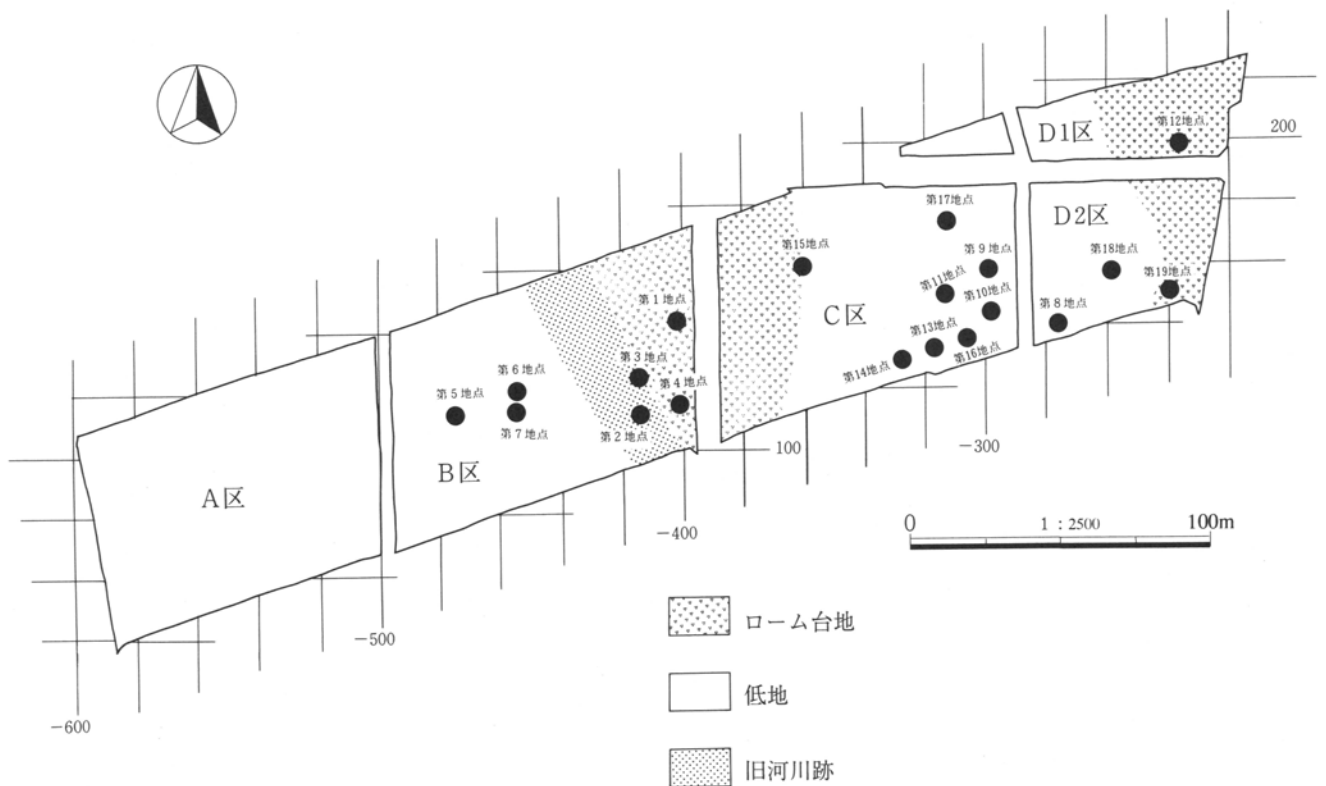 D1区
第12地点
200
D2区
第17地点
第15地点
第9地点
第18地点
第11地点
第10地点
第19地点
第1地点
C区
第8地点
第13地点
第16地点
第14地点
第3地点
第6地点
第4地点
第5地点
第7地点
第2地点
B区
100
-300
A区
-400
0
1:2500
100m
-500
-600
ローム台地
低地
旧河川跡